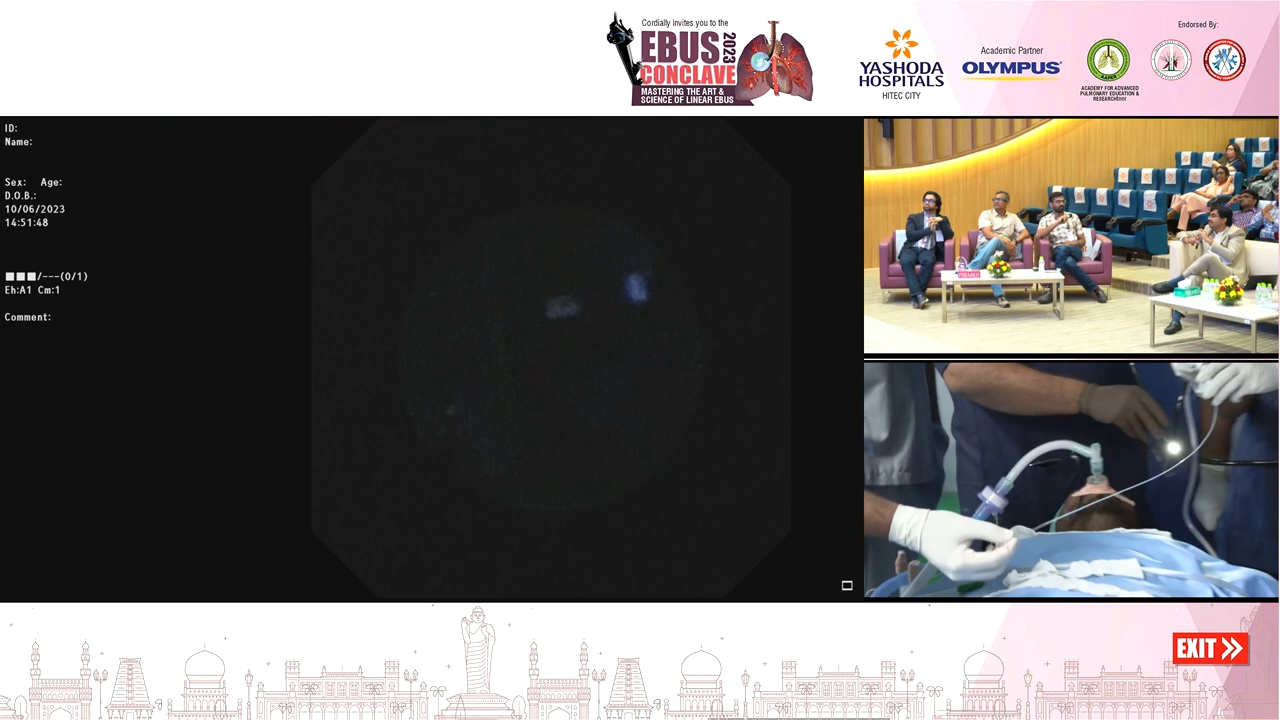 Cordially invites you to the
EBUS
2023
CONCLAVE
MASTERING THE ART &
SCIENCE OF LINEAR EBUS
YASHODA
HOSPITALS
HITEC CITY
Academic Partner
OLYMPUS
Endorsed By:
ACADEMY FOR ADVANCED
PULMONARY EDUCATION &
ID:
Name:
Sex: Age:
D.O.B.:
10/06/2023
14:51:48
■■■/---(0/1)
Eh:A1 Cm:1
Comment:
PREMIER
EXIT